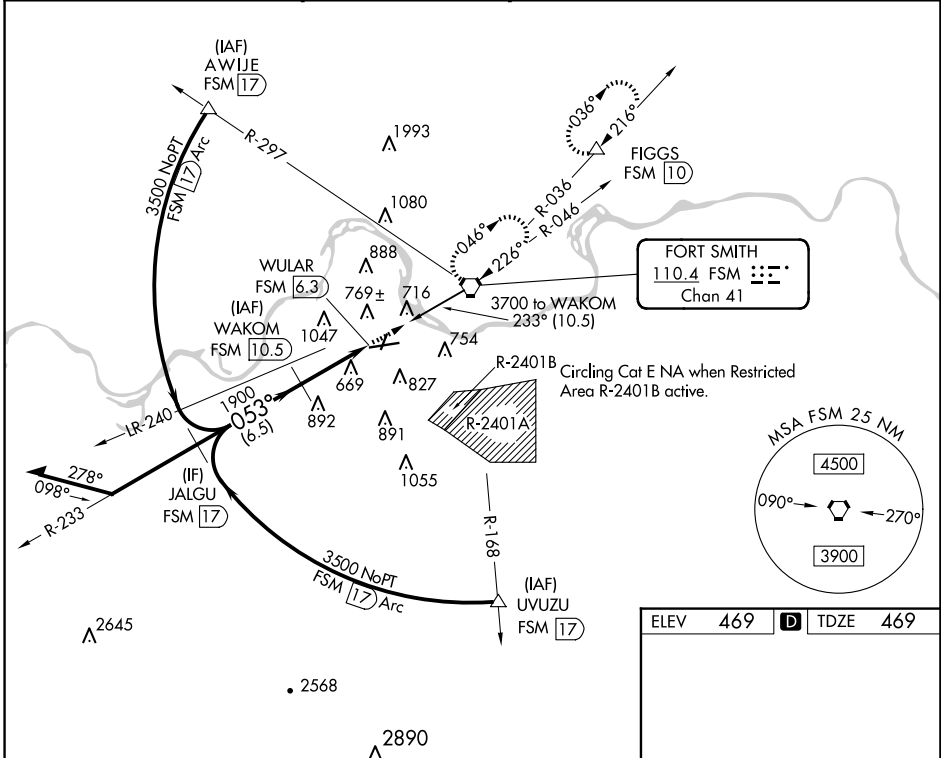 (IAF)
AWIJE
FSM 17
R-297
3500 NoPT
FSM 17 Arc
1993
1080
888
WULAR
FSM 6.3
769±
716
(IAF)
WAKOM
FSM 10.5
1047
754
036°
216°
FIGGS
FSM 10
R-036
R-046
046°
226°
FORT SMITH
110.4 FSM
Chan 41
3700 to WAKOM
233° (10.5)
R-2401B
Circling Cat E NA when Restricted
Area R-2401B active.
R-2401A
669
827
892
891
1055
LR-240
1900
053°
(6.5)
278°
098°
R-233
(IF)
JALGU
FSM 17
R-168
3500 NoPT
FSM 17 Arc
(IAF)
UVUZU
FSM 17
MSA FSM 25 NM
4500
090°
270°
3900
2645
2568
2890
ELEV 469 D TDZE 469